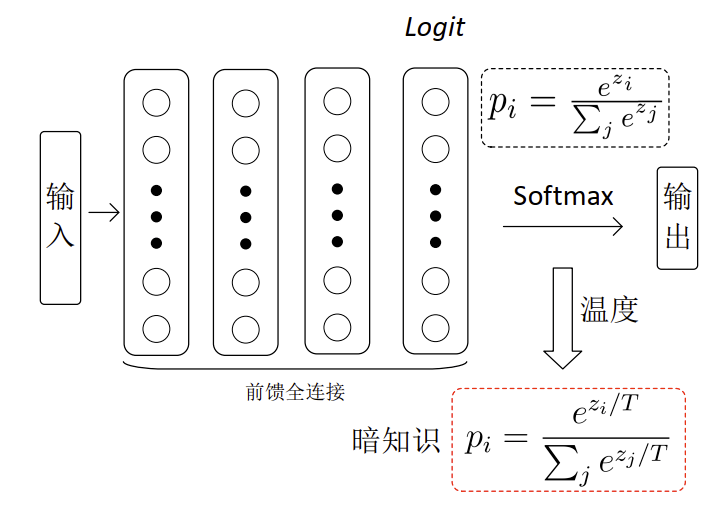 Logit
p_i = \frac{e^{z_i}}{\sum_j e^{z_j}}
输入
Softmax
输出
温度
前馈全连接
暗知识 p_i = \frac{e^{z_i/T}}{\sum_j e^{z_j/T}}